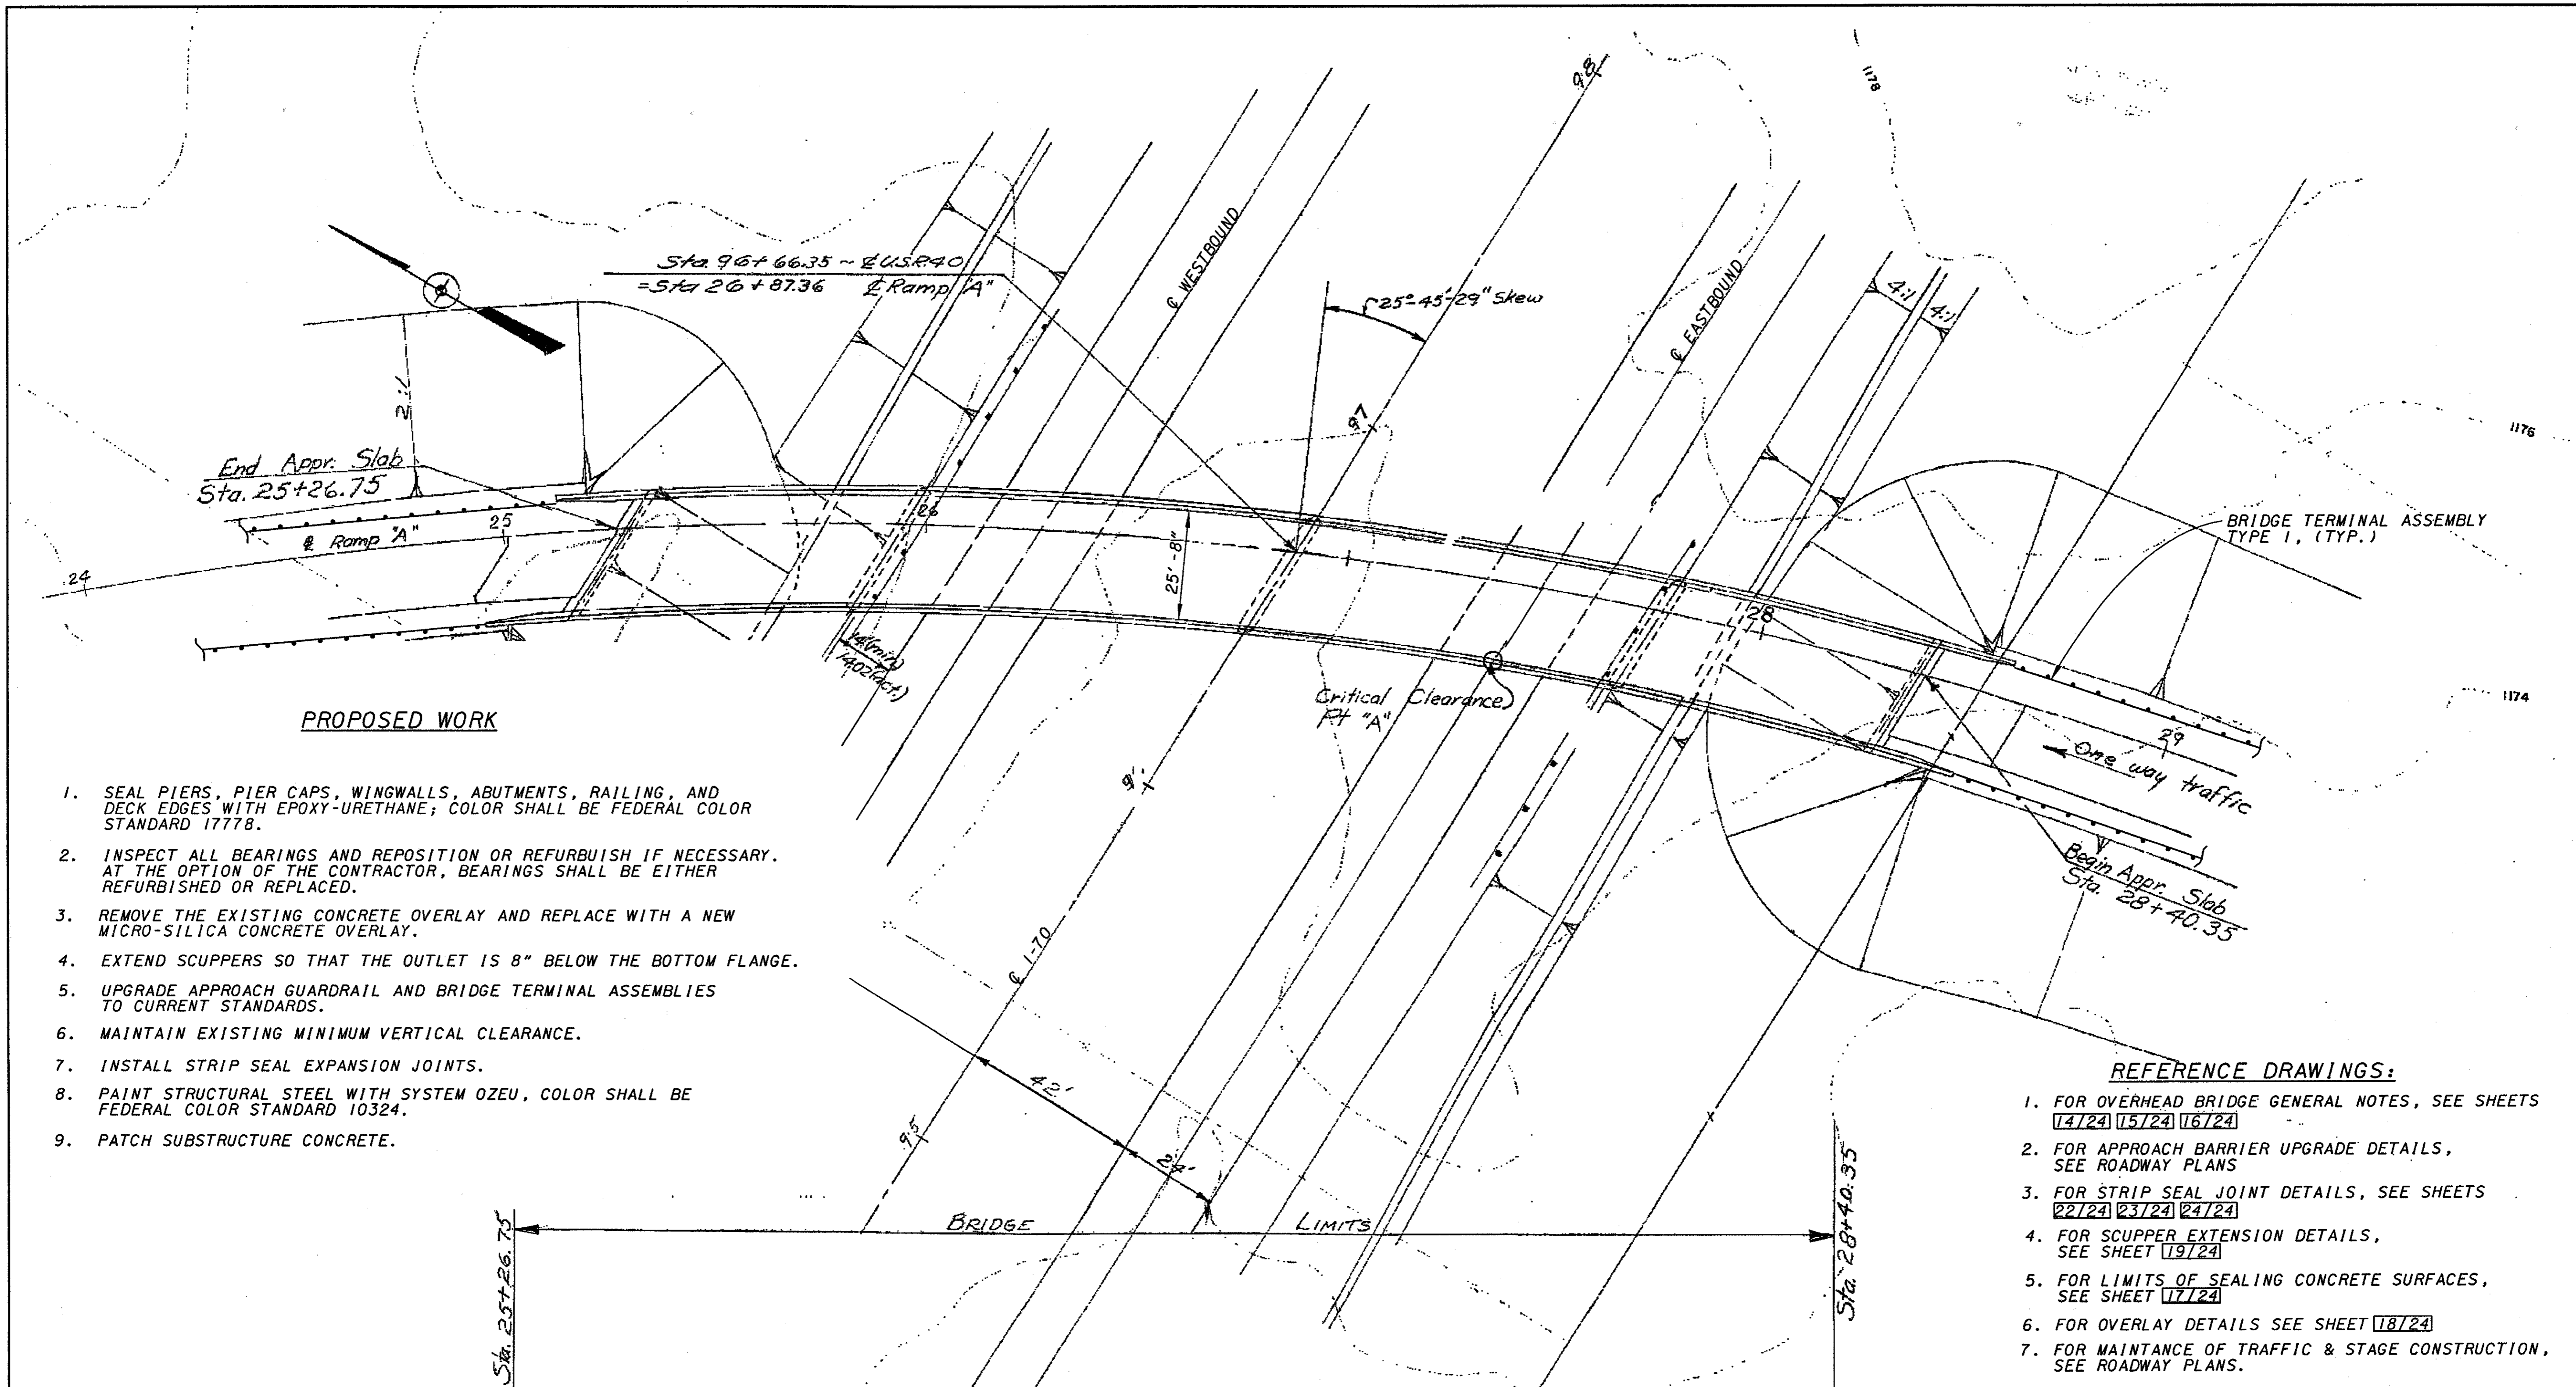 98
1178
℄ WESTBOUND
Sta. 96+66.35 ~ ℄ U.S.R.40
=Sta 26+87.36 ℄ Ramp "A"
25°-45'-29" Skew
℄ EASTBOUND
4:1
4:1
2:1
97
1176
End Appr. Slab
Sta. 25+26.75
25
26
℄ Ramp "A"
24
25'-8"
BRIDGE TERMINAL ASSEMBLY
TYPE 1, (TYP.)
28
14'(min)
14.02(act.)
Critical Clearance
Pt "A"
1174
29
One way traffic
Begin Appr. Slab
Sta. 28+40.35
PROPOSED WORK
1. SEAL PIERS, PIER CAPS, WINGWALLS, ABUTMENTS, RAILING, AND
DECK EDGES WITH EPOXY-URETHANE; COLOR SHALL BE FEDERAL COLOR
STANDARD 17778.
2. INSPECT ALL BEARINGS AND REPOSITION OR REFURBUISH IF NECESSARY.
AT THE OPTION OF THE CONTRACTOR, BEARINGS SHALL BE EITHER
REFURBISHED OR REPLACED.
3. REMOVE THE EXISTING CONCRETE OVERLAY AND REPLACE WITH A NEW
MICRO-SILICA CONCRETE OVERLAY.
4. EXTEND SCUPPERS SO THAT THE OUTLET IS 8" BELOW THE BOTTOM FLANGE.
5. UPGRADE APPROACH GUARDRAIL AND BRIDGE TERMINAL ASSEMBLIES
TO CURRENT STANDARDS.
6. MAINTAIN EXISTING MINIMUM VERTICAL CLEARANCE.
7. INSTALL STRIP SEAL EXPANSION JOINTS.
8. PAINT STRUCTURAL STEEL WITH SYSTEM OZEU, COLOR SHALL BE
FEDERAL COLOR STANDARD 10324.
9. PATCH SUBSTRUCTURE CONCRETE.
℄ I-70
42'
24'
95
BRIDGE LIMITS
Sta. 25+26.75
Sta. 28+40.35
REFERENCE DRAWINGS:
1. FOR OVERHEAD BRIDGE GENERAL NOTES, SEE SHEETS
14/24 15/24 16/24
2. FOR APPROACH BARRIER UPGRADE DETAILS,
SEE ROADWAY PLANS
3. FOR STRIP SEAL JOINT DETAILS, SEE SHEETS
22/24 23/24 24/24
4. FOR SCUPPER EXTENSION DETAILS,
SEE SHEET 19/24
5. FOR LIMITS OF SEALING CONCRETE SURFACES,
SEE SHEET 17/24
6. FOR OVERLAY DETAILS SEE SHEET 18/24
7. FOR MAINTANCE OF TRAFFIC & STAGE CONSTRUCTION,
SEE ROADWAY PLANS.